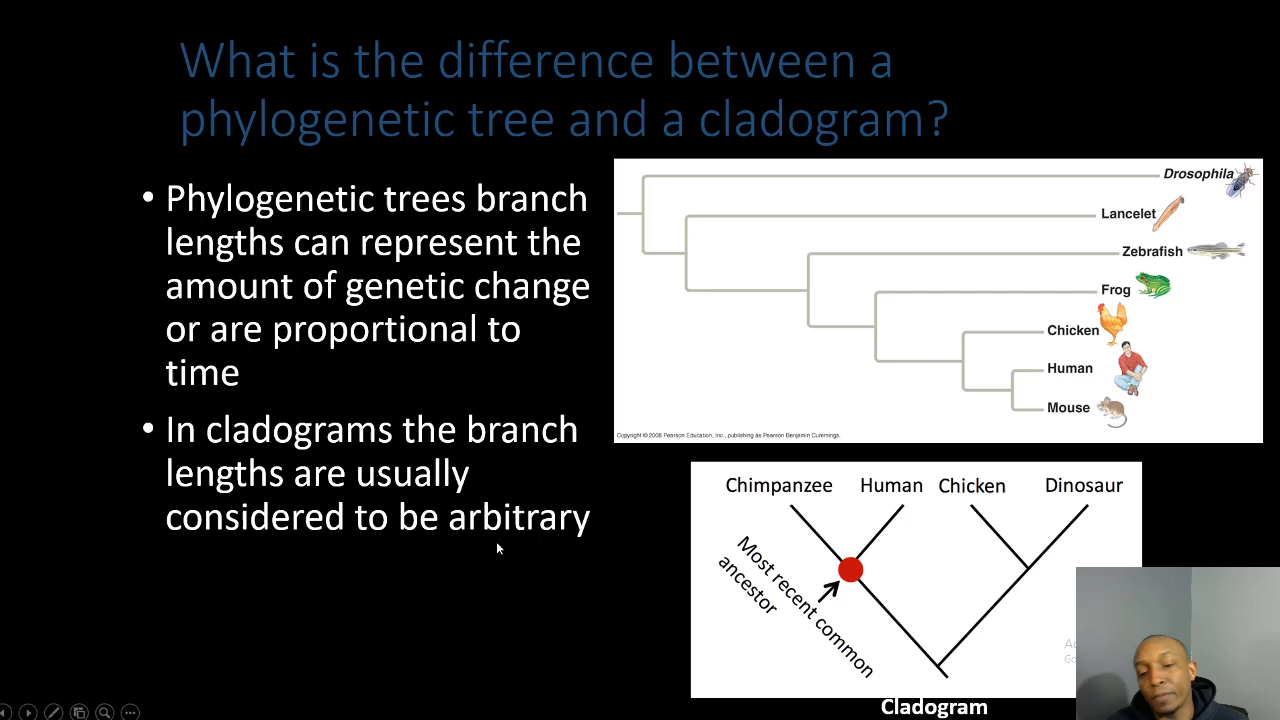 What is the difference between a
phylogenetic tree and a cladogram?
• Phylogenetic trees branch
lengths can represent the
amount of genetic change
or are proportional to
time
• In cladograms the branch
lengths are usually
considered to be arbitrary
Drosophila
Lancelet
Zebrafish
Frog
Chicken
Human
Mouse
Copyright © 2008 Pearson Education, Inc., publishing as Pearson Benjamin Cummings.
Chimpanzee Human Chicken Dinosaur
Most recent common
ancestor
Cladogram